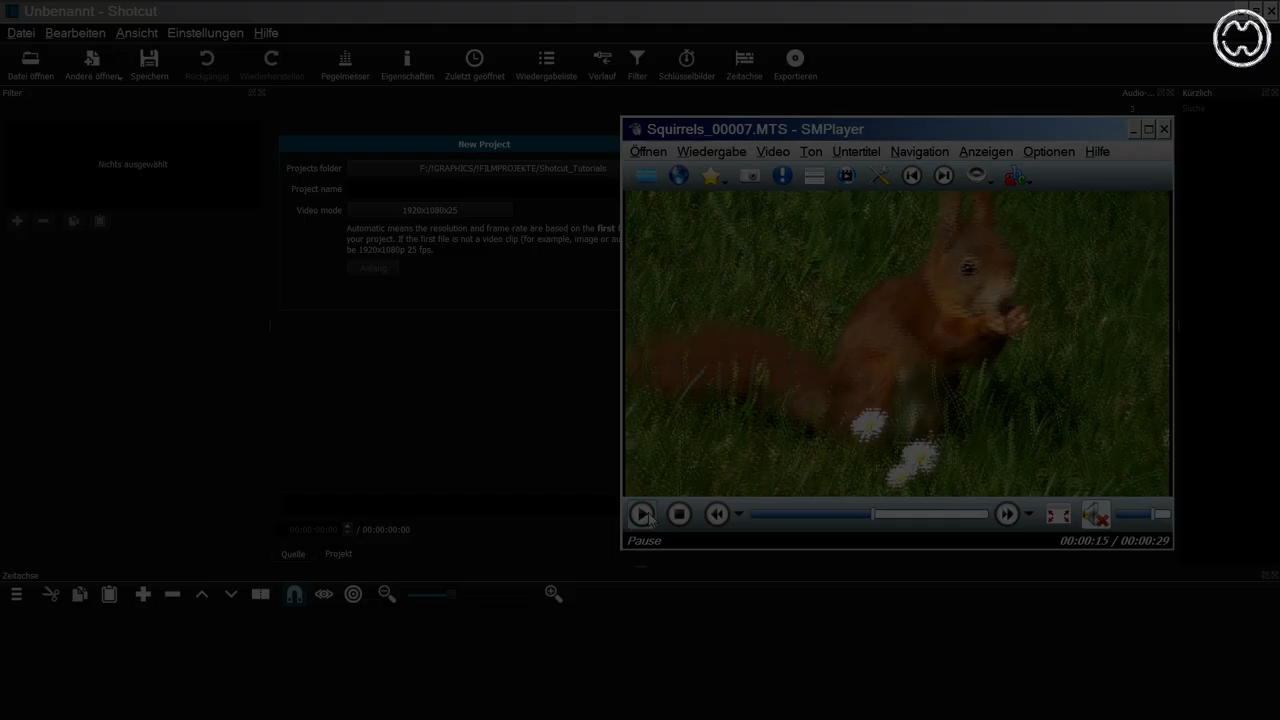 Unbenannt - Shotcut
Datei Bearbeiten Ansicht Einstellungen Hilfe
Datei öffnen Andere öffnen Speichern Rückgängig Wiederherstellen Pegelmesser Eigenschaften Zuletzt geöffnet Wiedergabeliste Verlauf Filter Schlüsselbilder Zeitachse Exportieren
Filter
Audio-...
Kürzlich
3
Suche
Nichts ausgewählt
New Project
Projects folder F:/!GRAPHICS/!FILMPROJEKTE/Shotcut_Tutorials
Project name
Video mode 1920x1080x25
Automatic means the resolution and frame rate are based on the first
your project. If the first file is not a video clip (for example, image or au
be 1920x1080p 25 fps.
Anfang
Squirrels_00007.MTS - SMPlayer
Öffnen Wiedergabe Video Ton Untertitel Navigation Anzeigen Optionen Hilfe
Pause 00:00:15 / 00:00:29
00:00:00:00 / 00:00:00:00
Quelle Projekt
Zeitachse